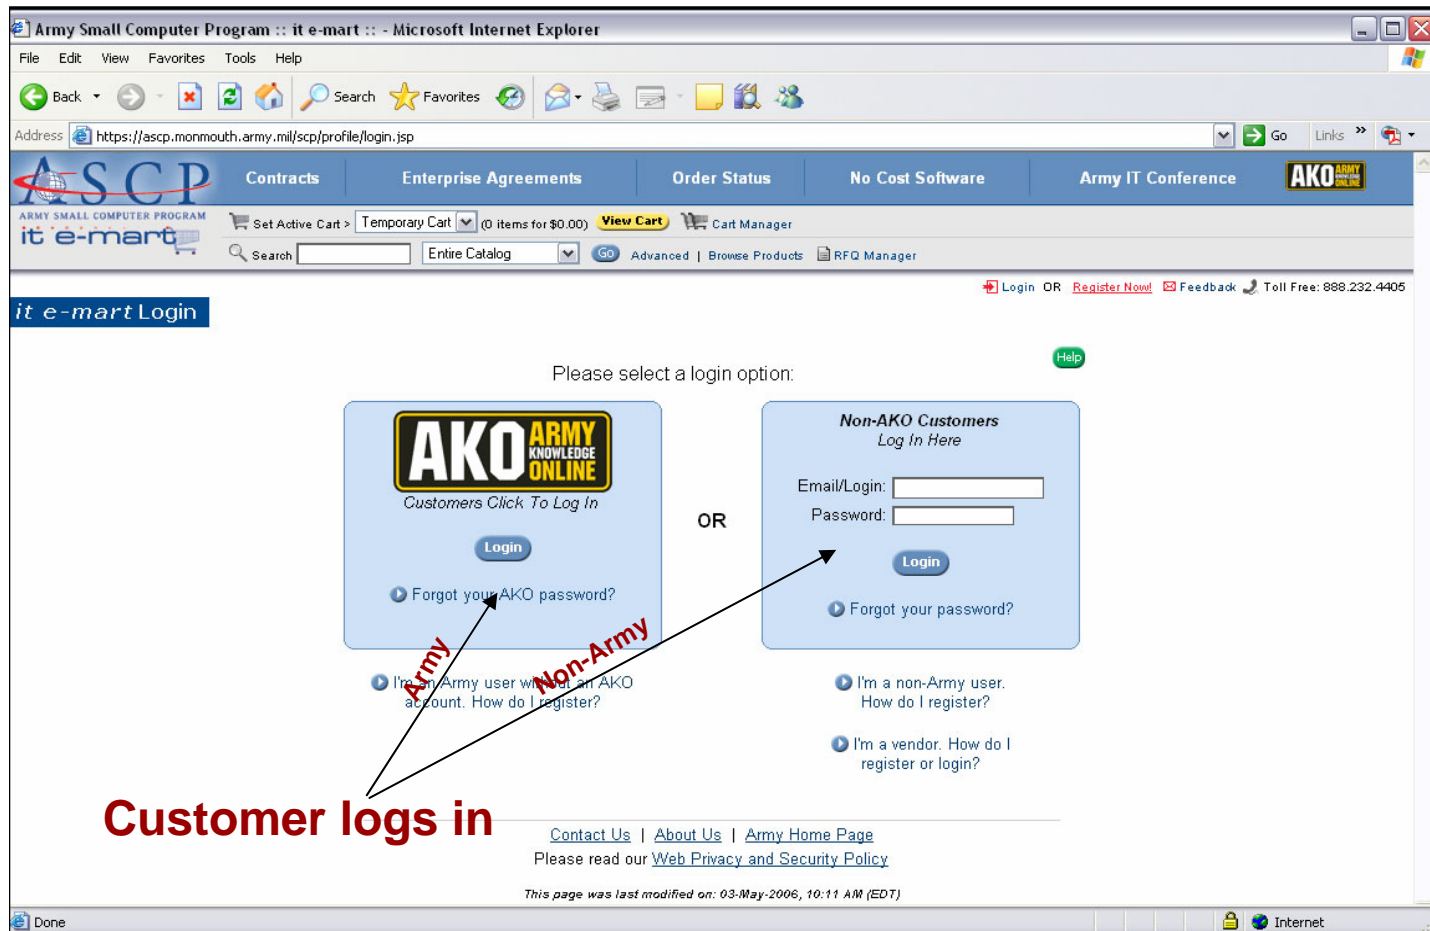 Army Small Computer Program :: it e-mart :: - Microsoft Internet Explorer
File Edit View Favorites Tools Help
Back Search Favorites
Address https://ascp.monmouth.army.mil/scp/profile/login.jsp Go Links »
ASCP Contracts Enterprise Agreements Order Status No Cost Software Army IT Conference AKO ARMY KNOWLEDGE ONLINE
ARMY SMALL COMPUTER PROGRAM
it e-mart
Set Active Cart > Temporary Cart (0 items for $0.00) View Cart Cart Manager
Search Entire Catalog GO Advanced | Browse Products RFQ Manager
Login OR Register Now! Feedback Toll Free: 888.232.4405
it e-mart Login
Help
Please select a login option:
AKO ARMY KNOWLEDGE ONLINE
Customers Click To Log In
Login
Forgot your AKO password?
OR
Non-AKO Customers
Log In Here
Email/Login:
Password:
Login
Forgot your password?
Army
Non-Army
I'm an Army user without an AKO
account. How do I register?
I'm a non-Army user.
How do I register?
I'm a vendor. How do I
register or login?
Customer logs in
Contact Us | About Us | Army Home Page
Please read our Web Privacy and Security Policy
This page was last modified on: 03-May-2006, 10:11 AM (EDT)
Done Internet